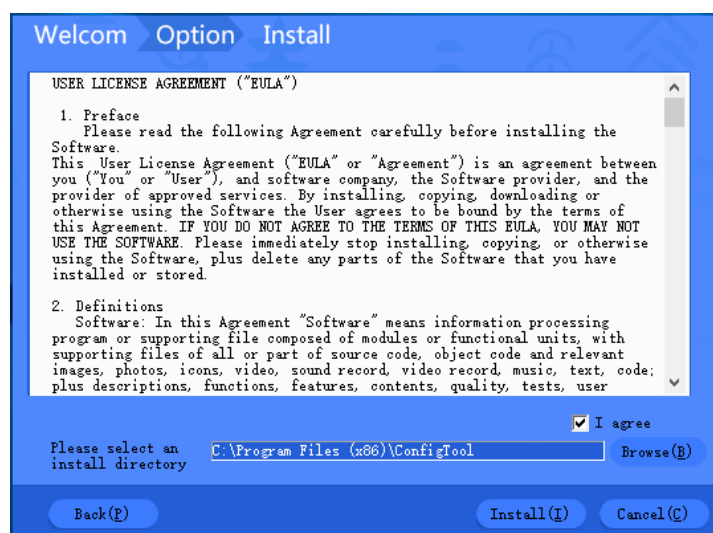 Welcom Option Install
USER LICENSE AGREEMENT ("EULA")
1. Preface
Please read the following Agreement carefully before installing the
Software.
This User License Agreement ("EULA" or "Agreement") is an agreement between
you ("You" or "User"), and software company, the Software provider, and the
provider of approved services. By installing, copying, downloading or
otherwise using the Software the User agrees to be bound by the terms of
this Agreement. IF YOU DO NOT AGREE TO THE TERMS OF THIS EULA, YOU MAY NOT
USE THE SOFTWARE. Please immediately stop installing, copying, or otherwise
using the Software, plus delete any parts of the Software that you have
installed or stored.
2. Definitions
Software: In this Agreement "Software" means information processing
program or supporting file composed of modules or functional units, with
supporting files of all or part of source code, object code and relevant
images, photos, icons, video, sound record, video record, music, text, code;
plus descriptions, functions, features, contents, quality, tests, user
I agree
Please select an
install directory
C:\Program Files (x86)\ConfigTool
Browse(B)
Back(P)
Install(I)
Cancel(C)